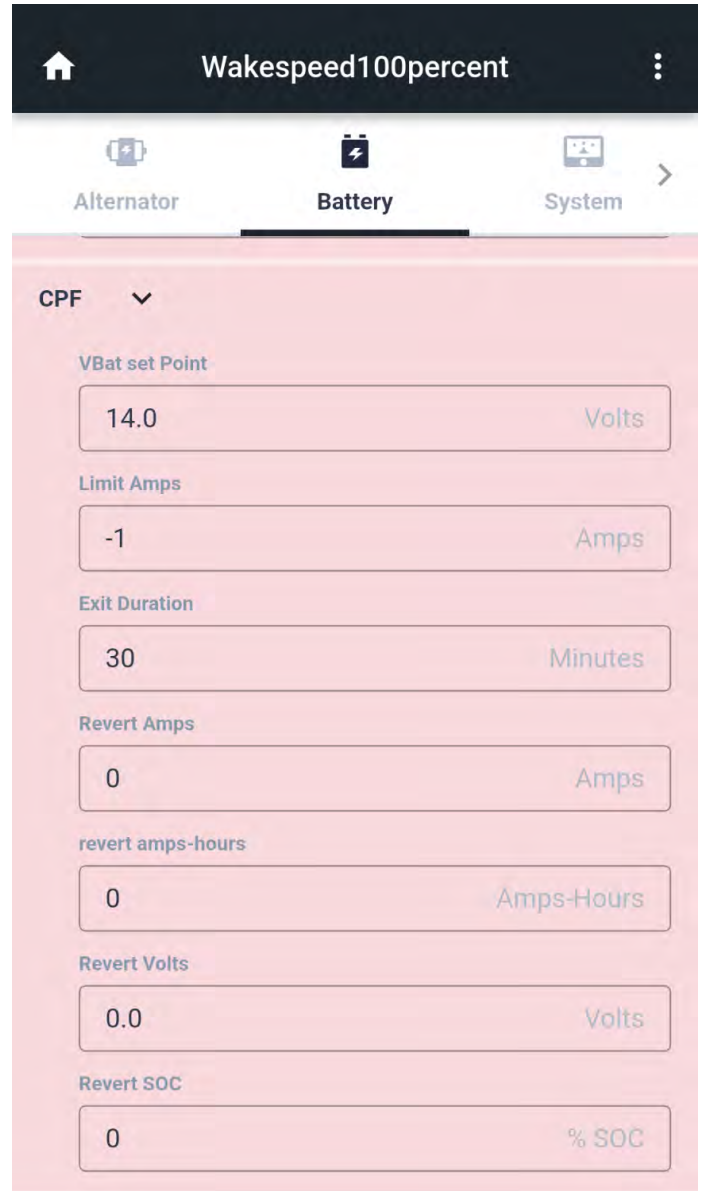 Wakespeed100percent
Alternator
Battery
System
CPF
VBat set Point
14.0 Volts
Limit Amps
-1 Amps
Exit Duration
30 Minutes
Revert Amps
0 Amps
revert amps-hours
0 Amps-Hours
Revert Volts
0.0 Volts
Revert SOC
0 % SOC